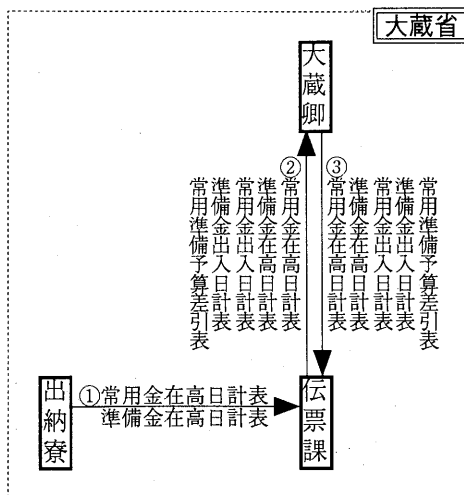 大蔵省
大蔵卿
②常用金在高日計表
準備金在高日計表
常用金出入日計表
準備金出入日計表
常用準備予算差引表
③常用金在高日計表
準備金在高日計表
常用金出入日計表
準備金出入日計表
常用準備予算差引表
出納寮
①常用金在高日計表
準備金在高日計表
伝票課